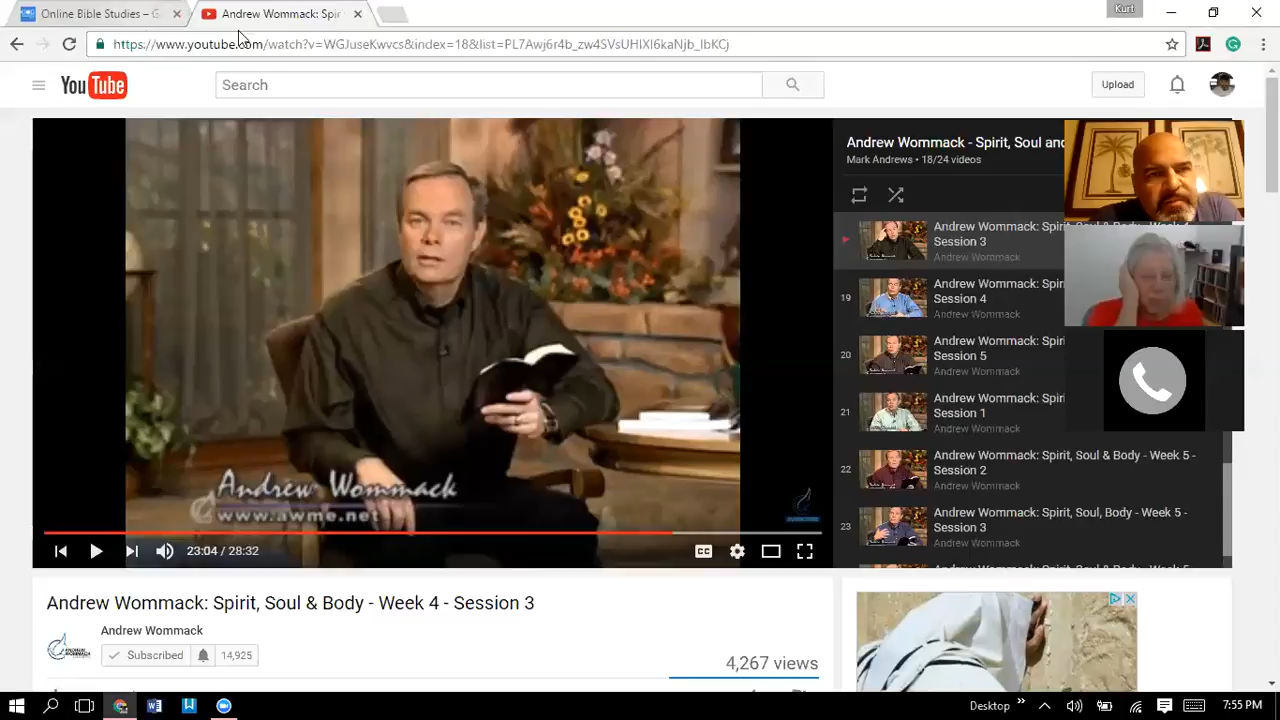 Online Bible Studies – G
Andrew Wommack: Spir
Kurt
https://www.youtube.com/watch?v=WGJuseKwvcs&index=18&list=PL7Awj6r4b_zw4SVsUHIXI6kaNjb_IbKCj
YouTube
Search
Upload
Andrew Wommack - Spirit, Soul and
Mark Andrews • 18/24 videos
Andrew Wommack: Spirit, Soul & Body - Week 4 -
Session 3
Andrew Wommack
19
Andrew Wommack: Spiri
Session 4
Andrew Wommack
20
Andrew Wommack: Spiri
Session 5
Andrew Wommack
21
Andrew Wommack: Spiri
Session 1
Andrew Wommack
22
Andrew Wommack: Spirit, Soul & Body - Week 5 -
Session 2
Andrew Wommack
23
Andrew Wommack: Spirit, Soul, Body - Week 5 -
Session 3
Andrew Wommack
Andrew Wommack
www.awme.net
23:04 / 28:32
CC
Andrew Wommack: Spirit, Soul & Body - Week 4 - Session 3
Andrew Wommack
Subscribed
14,925
4,267 views
Desktop
7:55 PM